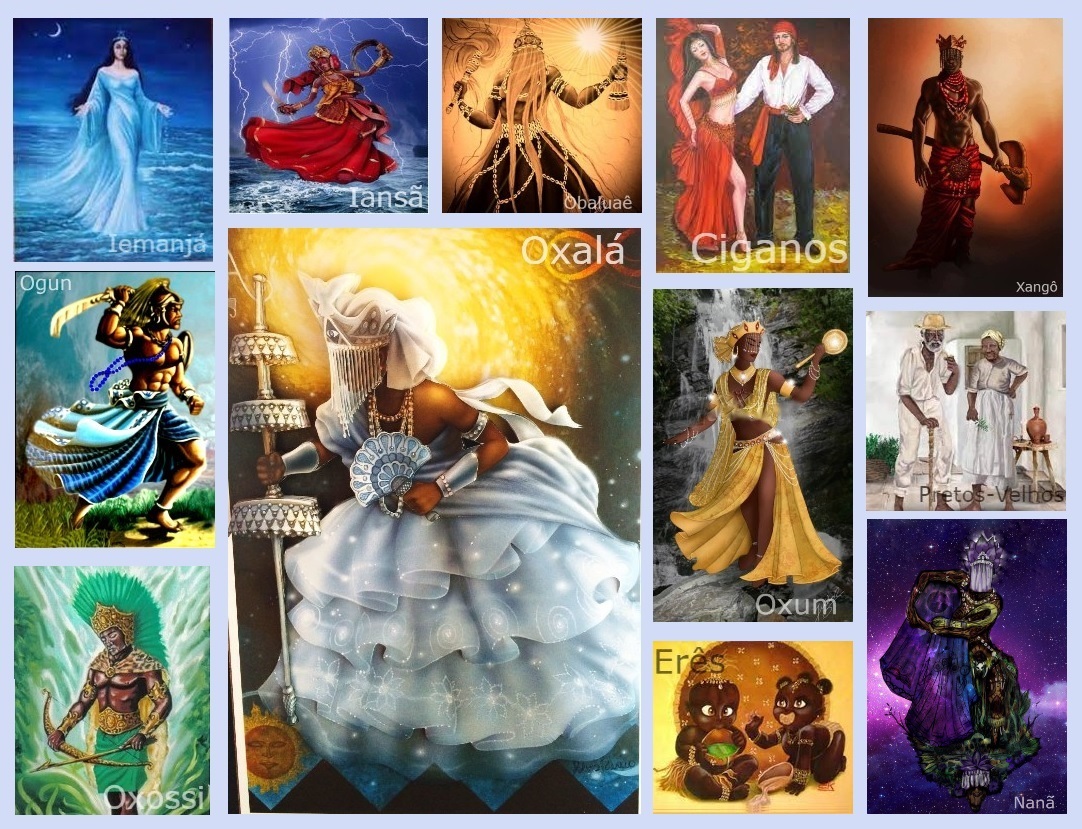 Iemanjá
Iansã
Obaluaê
Ciganos
Xangô
Ogun
Oxalá
Oxum
Pretos-Velhos
Oxóssi
Erês
Nanã